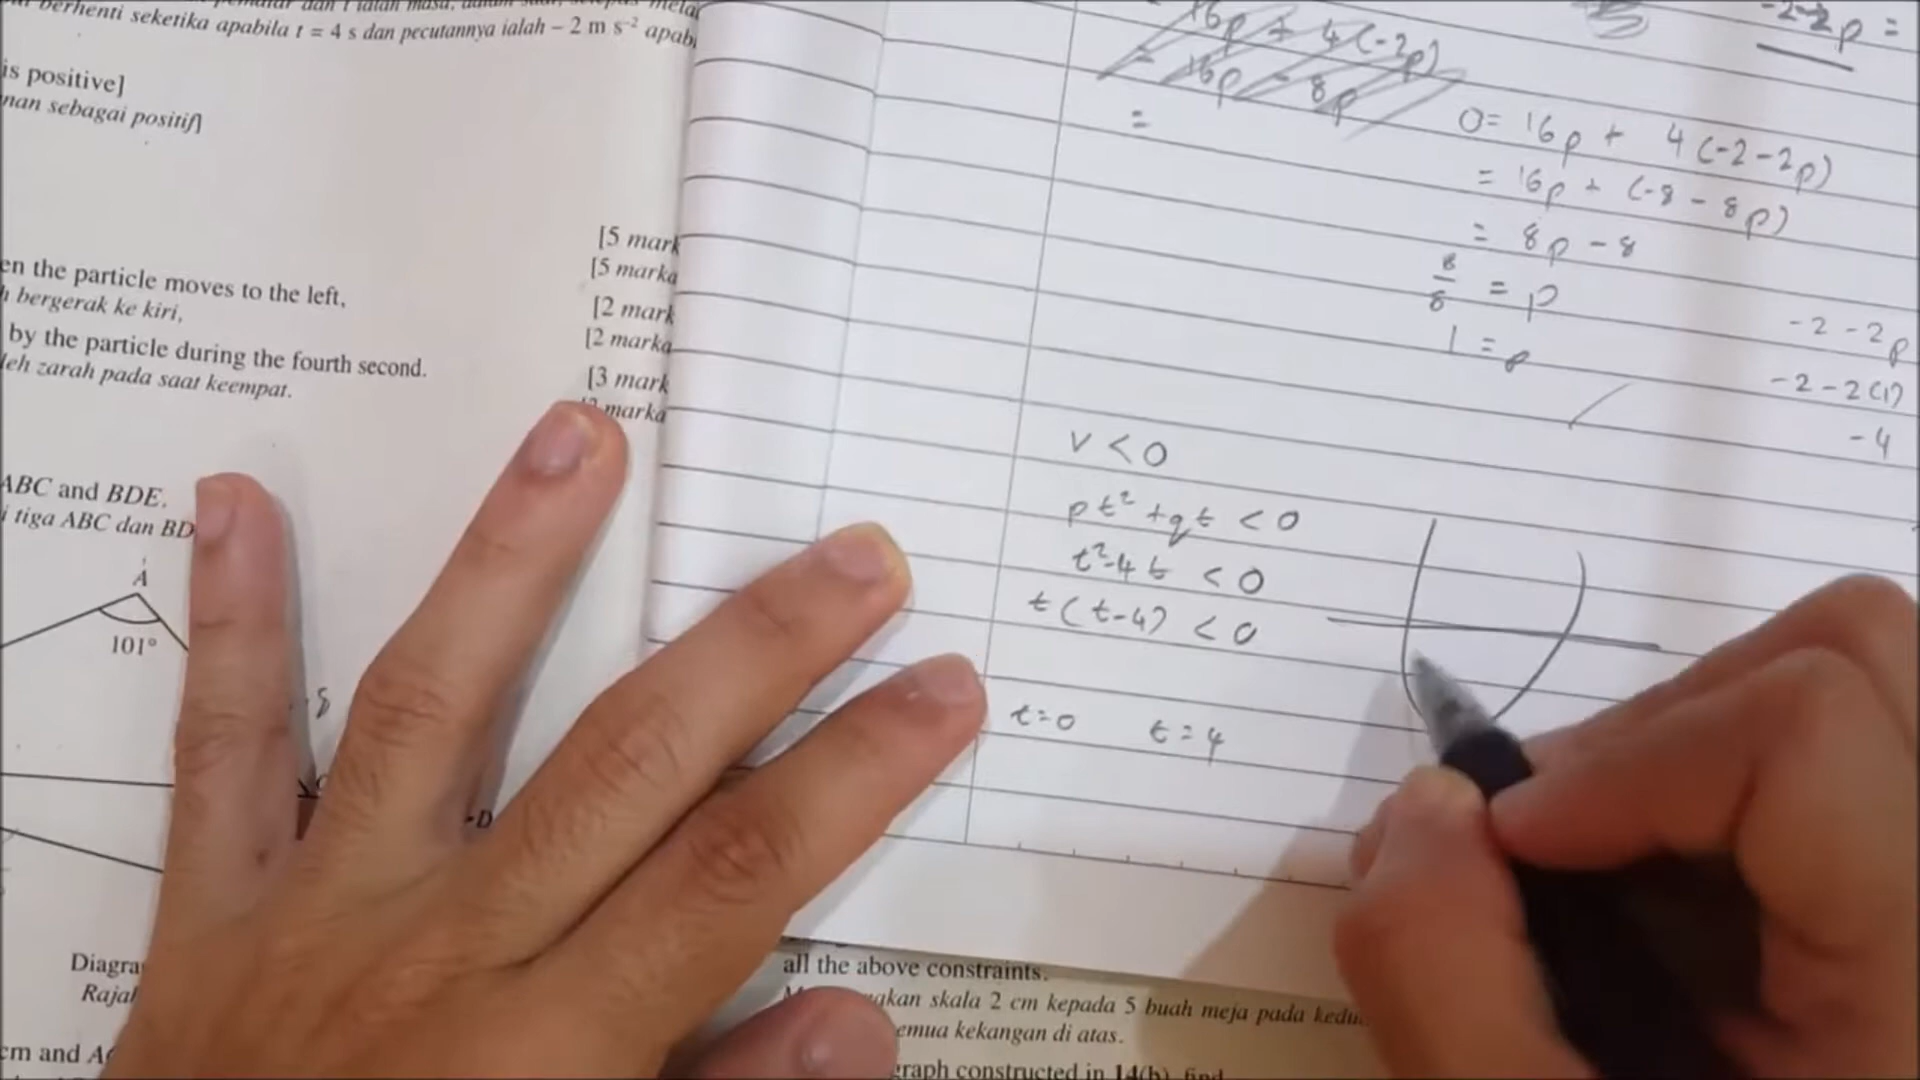 berhenti seketika apabila t = 4 s dan pecutannya ialah – 2 m s⁻² apab
is positive]
nan sebagai positif]
[5 mark
[5 marka
en the particle moves to the left,
h bergerak ke kiri,
[2 mark
[2 marka
by the particle during the fourth second.
leh zarah pada saat keempat.
[3 mark
marka
ABC and BDE.
i tiga ABC dan BD
A
101°
8
D
Diagra
Rajah
cm and A
16p + 4(-2p)
= 16p - 8p
=
-2-2p =
0 = 16p + 4(-2-2p)
= 16p + (-8-8p)
= 8p - 8
8/8 = p
1 = p
-2-2p
-2-2(1)
-4
v < 0
pt² + qt < 0
t²-4t < 0
t(t-4) < 0
t=0 t=4
all the above constraints.
akan skala 2 cm kepada 5 buah meja pada kedu
emua kekangan di atas.
graph constructed in 14(b), find